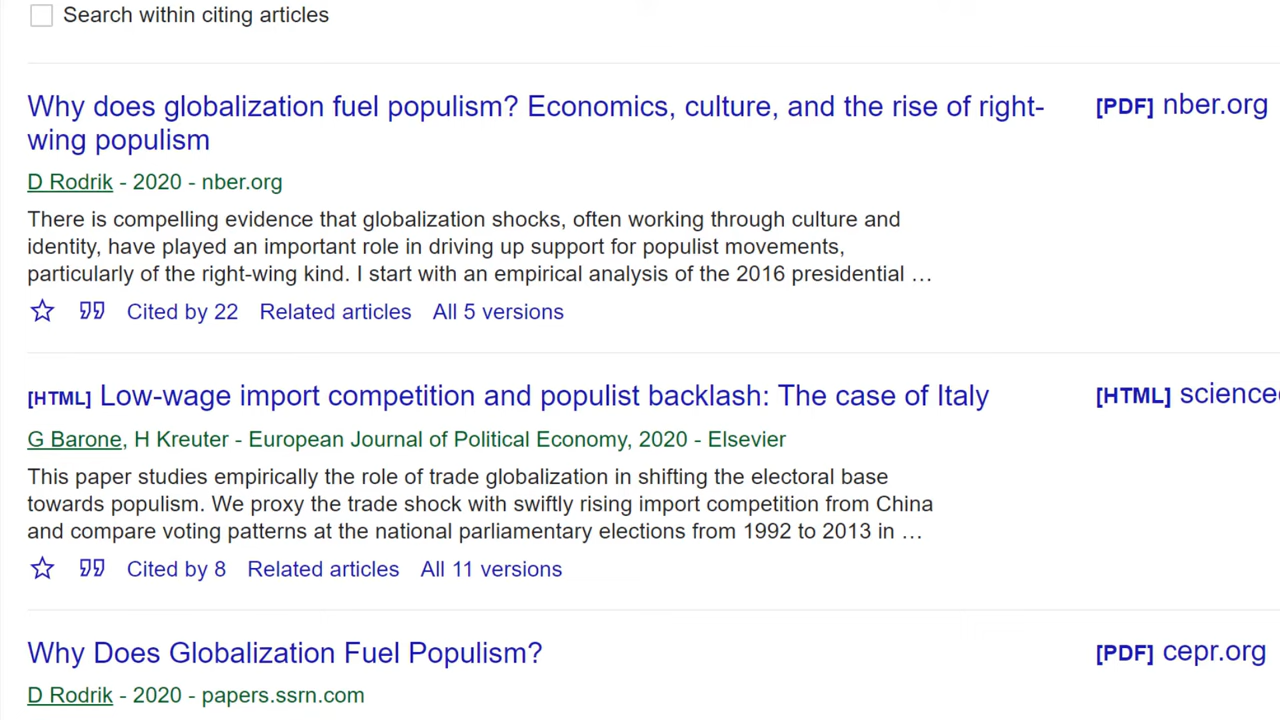 Search within citing articles
Why does globalization fuel populism? Economics, culture, and the rise of right-
wing populism
[PDF] nber.org
D Rodrik - 2020 - nber.org
There is compelling evidence that globalization shocks, often working through culture and
identity, have played an important role in driving up support for populist movements,
particularly of the right-wing kind. I start with an empirical analysis of the 2016 presidential …
Cited by 22 Related articles All 5 versions
[HTML] Low-wage import competition and populist backlash: The case of Italy
[HTML] science
G Barone, H Kreuter - European Journal of Political Economy, 2020 - Elsevier
This paper studies empirically the role of trade globalization in shifting the electoral base
towards populism. We proxy the trade shock with swiftly rising import competition from China
and compare voting patterns at the national parliamentary elections from 1992 to 2013 in …
Cited by 8 Related articles All 11 versions
Why Does Globalization Fuel Populism?
[PDF] cepr.org
D Rodrik - 2020 - papers.ssrn.com